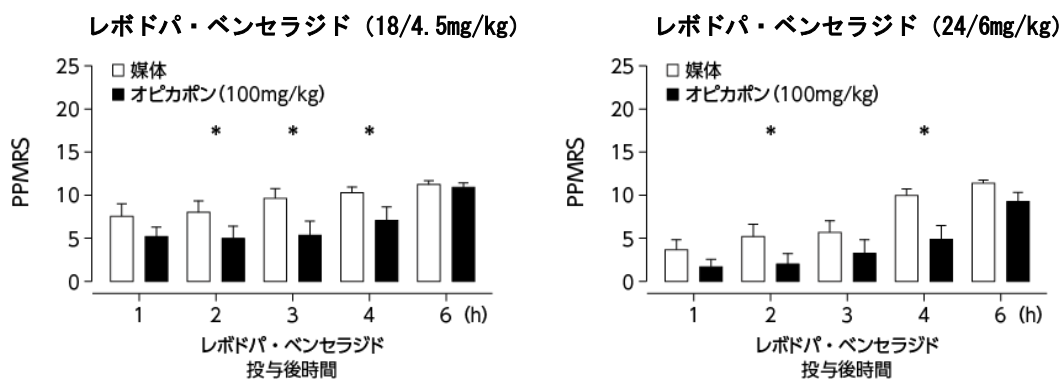 レボドパ・ベンセラジド (18/4.5mg/kg)
25
20
15
10
5
0
PPMRS
媒体
オピカポン(100mg/kg)
* * *
1 2 3 4 6 (h)
レボドパ・ベンセラジド
投与後時間
レボドパ・ベンセラジド (24/6mg/kg)
25
20
15
10
5
0
PPMRS
媒体
オピカポン(100mg/kg)
* *
1 2 3 4 6 (h)
レボドパ・ベンセラジド
投与後時間